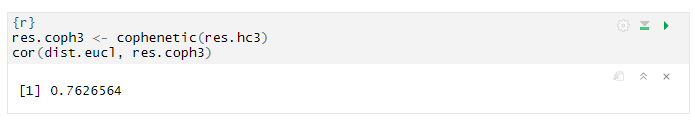 {r}
res.coph3 <- cophenetic(res.hc3)
cor(dist.eucl, res.coph3)
[1] 0.7626564